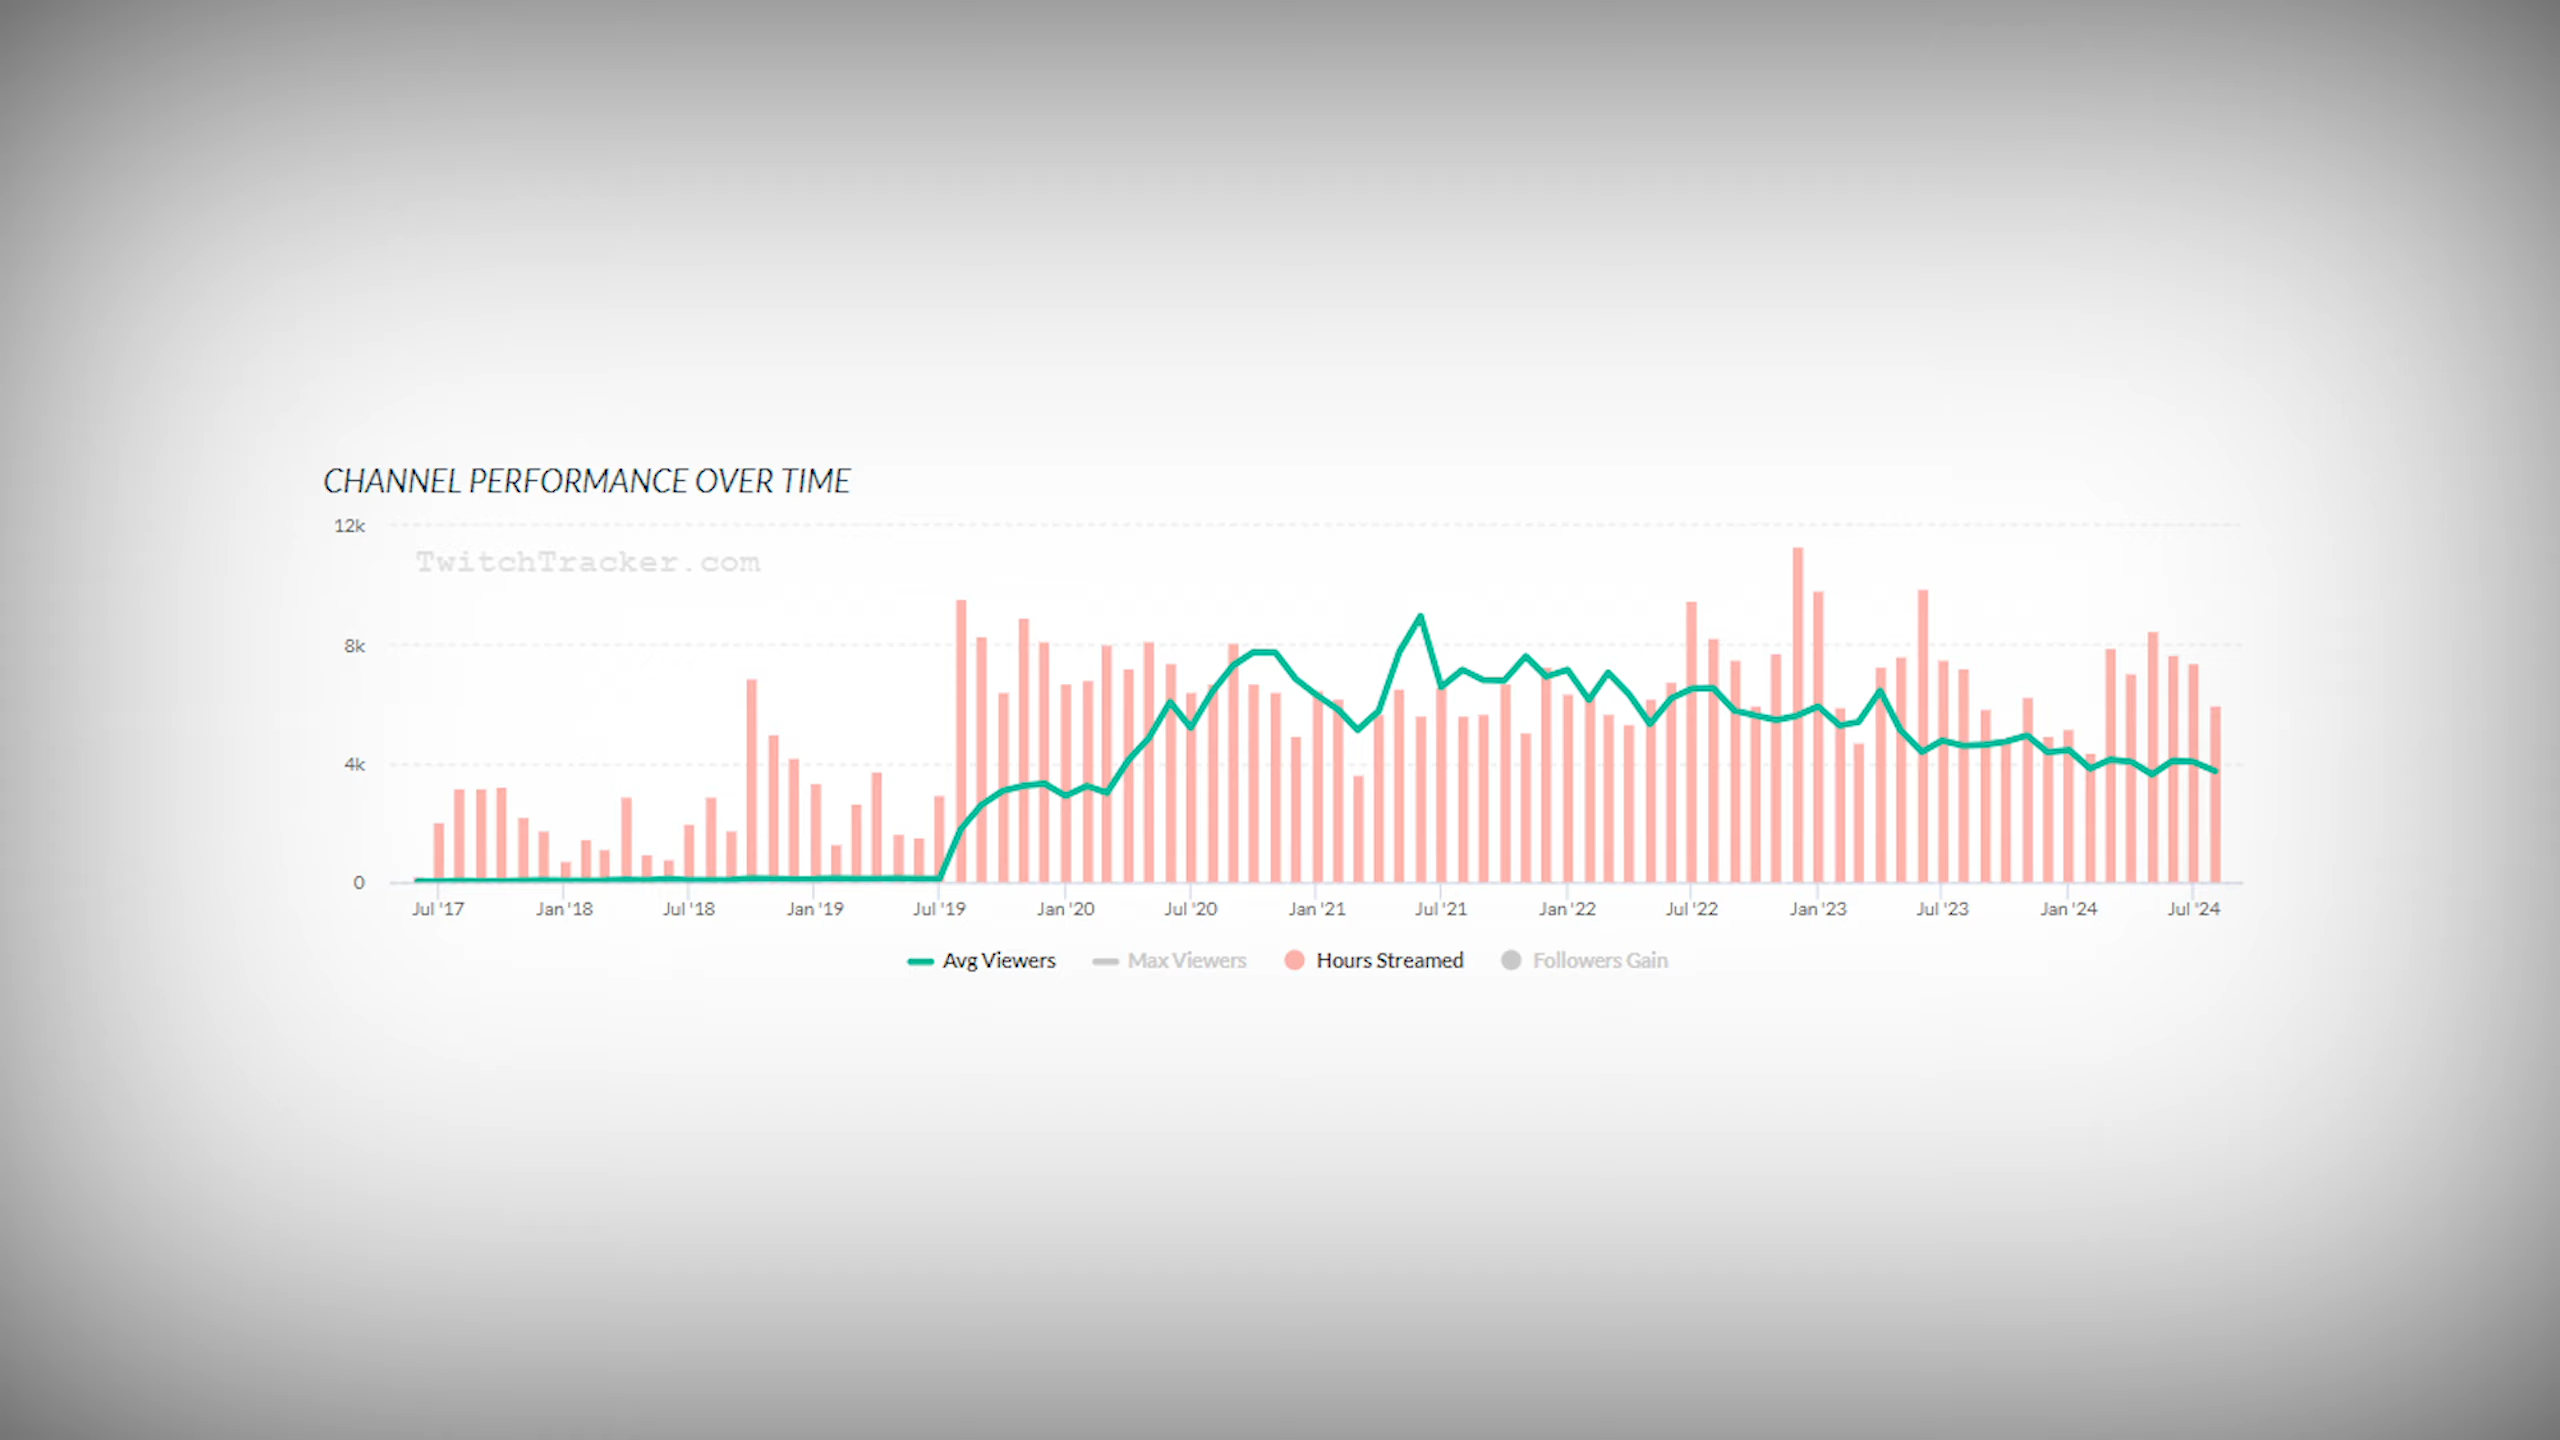 CHANNEL PERFORMANCE OVER TIME
12k
TwitchTracker.com
8k
4k
0
Jul '17 Jan '18 Jul '18 Jan '19 Jul '19 Jan '20 Jul '20 Jan '21 Jul '21 Jan '22 Jul '22 Jan '23 Jul '23 Jan '24 Jul '24
Avg Viewers Max Viewers Hours Streamed Followers Gain